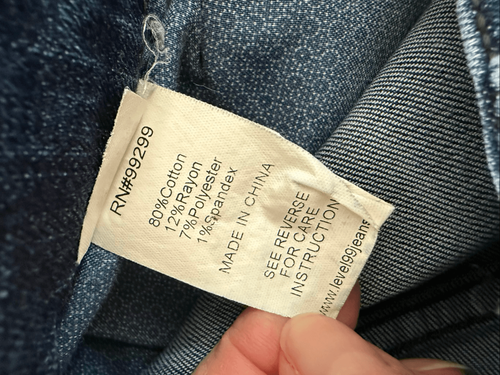 RN#99299
80%Cotton
12%Rayon
7%Polyester
1%Spandex
MADE IN CHINA
SEE REVERSE
FOR CARE
INSTRUCTION
www.level99jeans